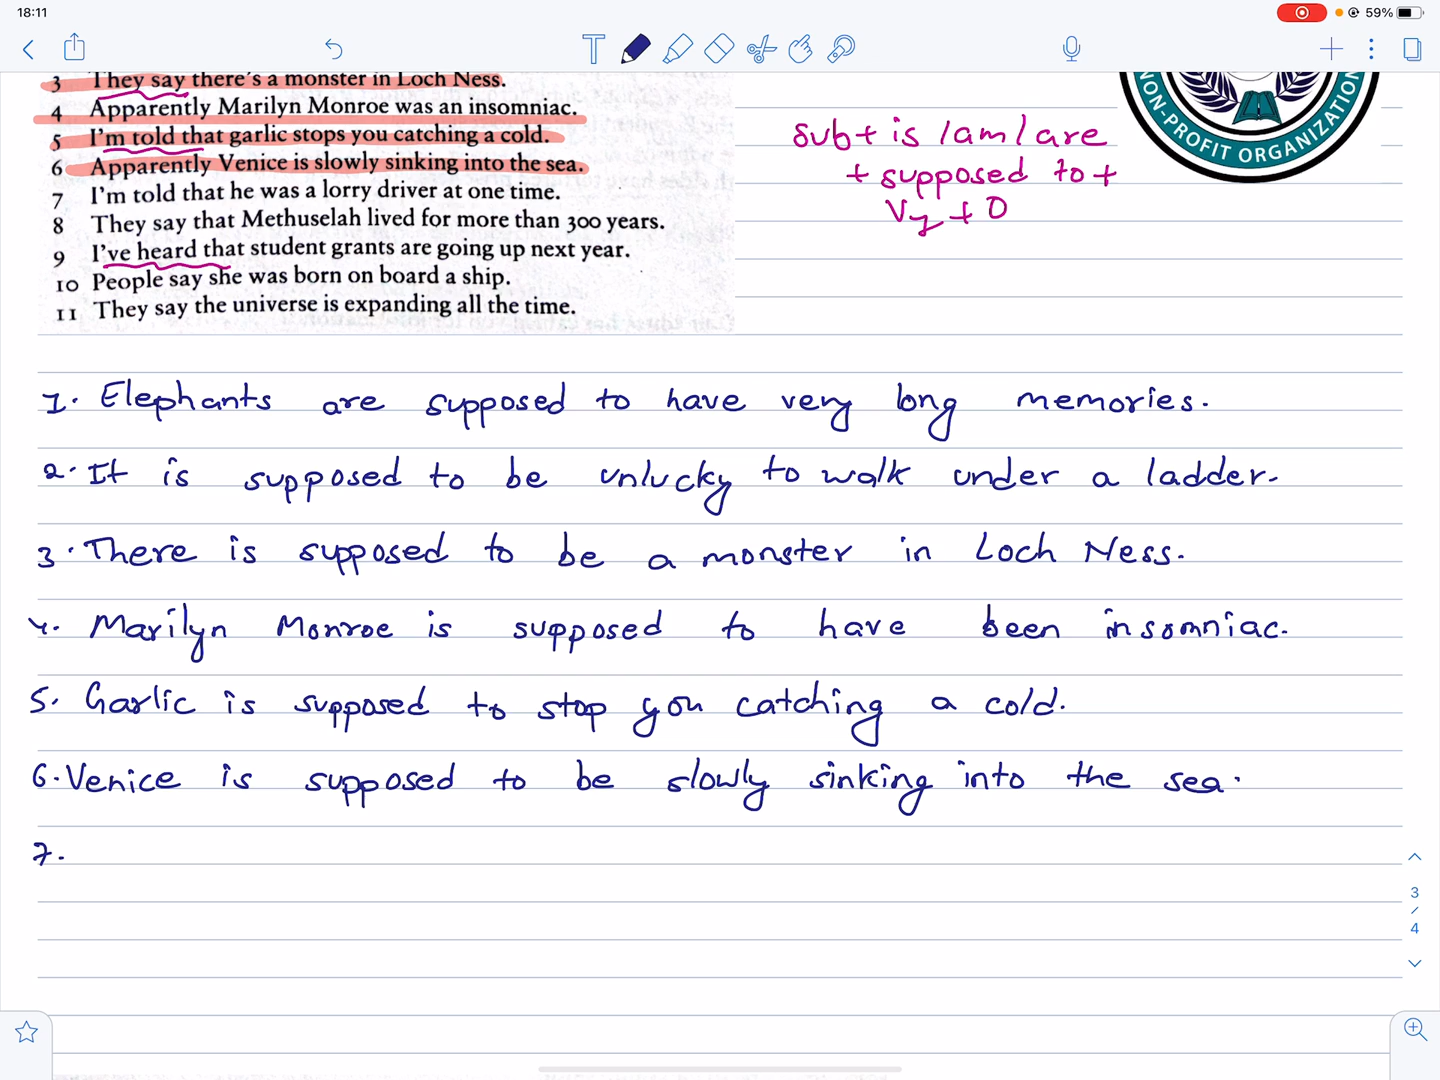 18:11
59%
3 They say there's a monster in Loch Ness.
4 Apparently Marilyn Monroe was an insomniac.
5 I'm told that garlic stops you catching a cold.
6 Apparently Venice is slowly sinking into the sea.
7 I'm told that he was a lorry driver at one time.
8 They say that Methuselah lived for more than 300 years.
9 I've heard that student grants are going up next year.
10 People say she was born on board a ship.
11 They say the universe is expanding all the time.
Sub + is / am / are
+ supposed to +
V1 + O
NON-PROFIT ORGANIZATION
1. Elephants are supposed to have very long memories.
2. It is supposed to be unlucky to walk under a ladder.
3. There is supposed to be a monster in Loch Ness.
4. Marilyn Monroe is supposed to have been insomniac.
5. Garlic is supposed to stop you catching a cold.
6. Venice is supposed to be slowly sinking into the sea.
7.
3
/
4